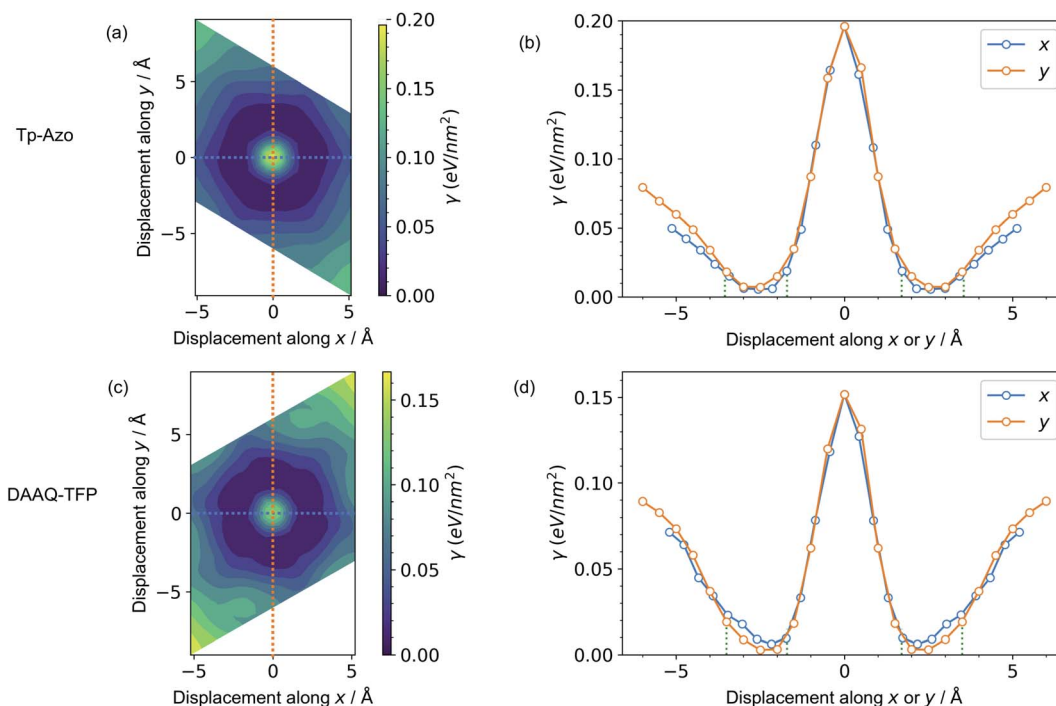 (a)
Tp-Azo
Displacement along y / Å
5
0
−5
−5
0
5
Displacement along x / Å
0.20
0.15
0.10
0.05
0.00
γ (eV/nm²)
(b)
γ (eV/nm²)
0.20
0.15
0.10
0.05
0.00
x
y
−5
0
5
Displacement along x or y / Å
(c)
DAAQ-TFP
Displacement along y / Å
5
0
−5
−5
0
5
Displacement along x / Å
0.15
0.10
0.05
0.00
γ (eV/nm²)
(d)
γ (eV/nm²)
0.15
0.10
0.05
0.00
x
y
−5
0
5
Displacement along x or y / Å